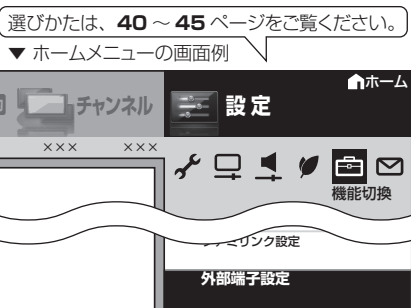 選びかたは、40 ～ 45 ページをご覧ください。
▼ ホームメニューの画面例
ホーム
チャンネル
設定
××× ×××
機能切換
外部端子設定